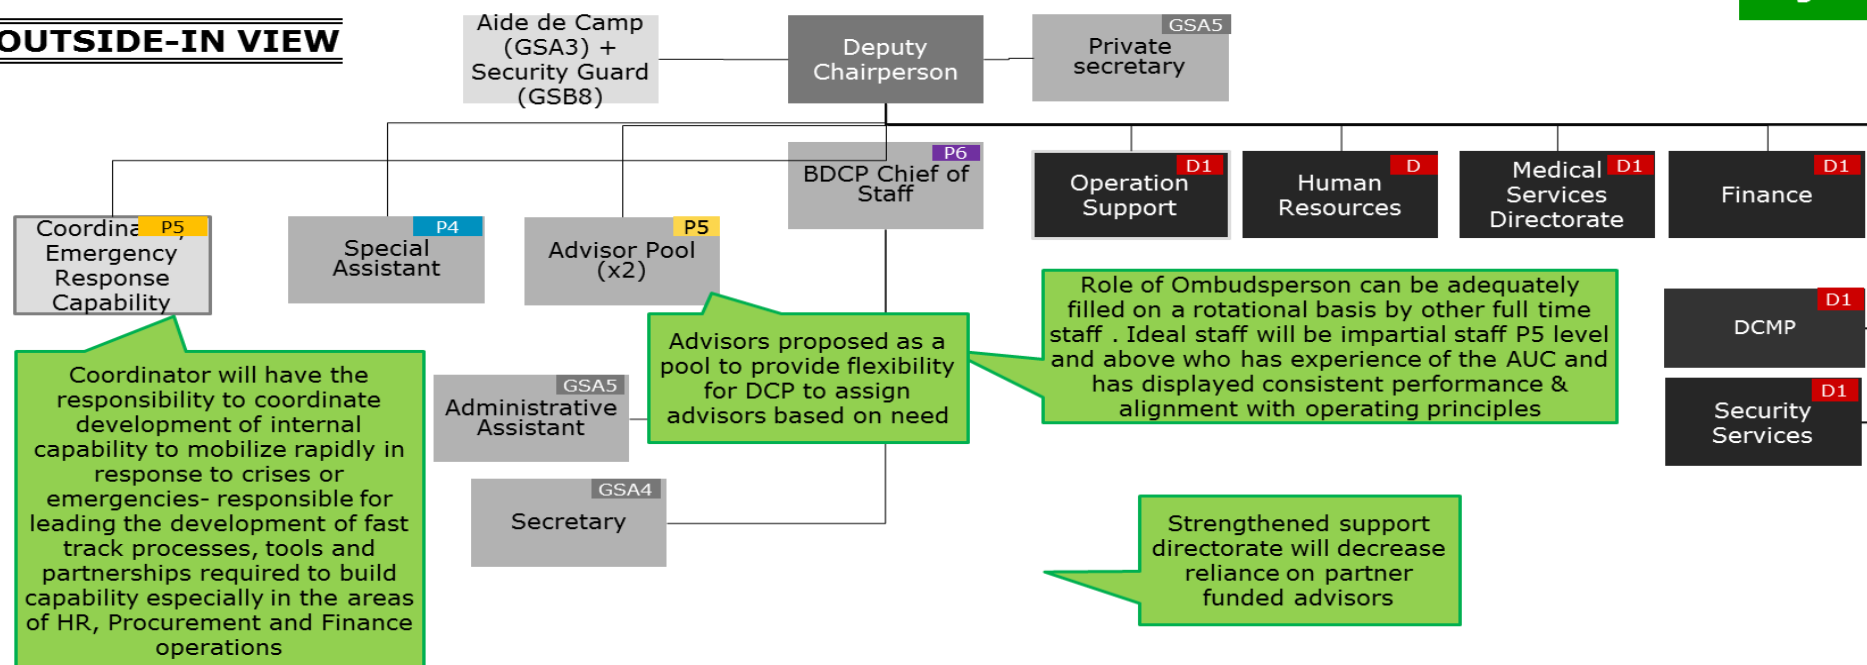 OUTSIDE-IN VIEW
Aide de Camp
(GSA3) +
Security Guard
(GSB8)
Deputy
Chairperson
GSA5
Private
secretary
P6
BDCP Chief of
Staff
D1
Operation
Support
D
Human
Resources
D1
Medical
Services
Directorate
D1
Finance
P5
Emergency
Response
Capability
P4
Special
Assistant
P5
Advisor Pool
(x2)
D1
DCMP
D1
Security
Services
Advisors proposed as a
pool to provide flexibility
for DCP to assign
advisors based on need
Role of Ombudsperson can be adequately
filled on a rotational basis by other full time
staff . Ideal staff will be impartial staff P5 level
and above who has experience of the AUC and
has displayed consistent performance &
alignment with operating principles
Coordinator will have the
responsibility to coordinate
development of internal
capability to mobilize rapidly in
response to crises or
emergencies- responsible for
leading the development of fast
track processes, tools and
partnerships required to build
capability especially in the areas
of HR, Procurement and Finance
operations
GSA5
Administrative
Assistant
GSA4
Secretary
Strengthened support
directorate will decrease
reliance on partner
funded advisors